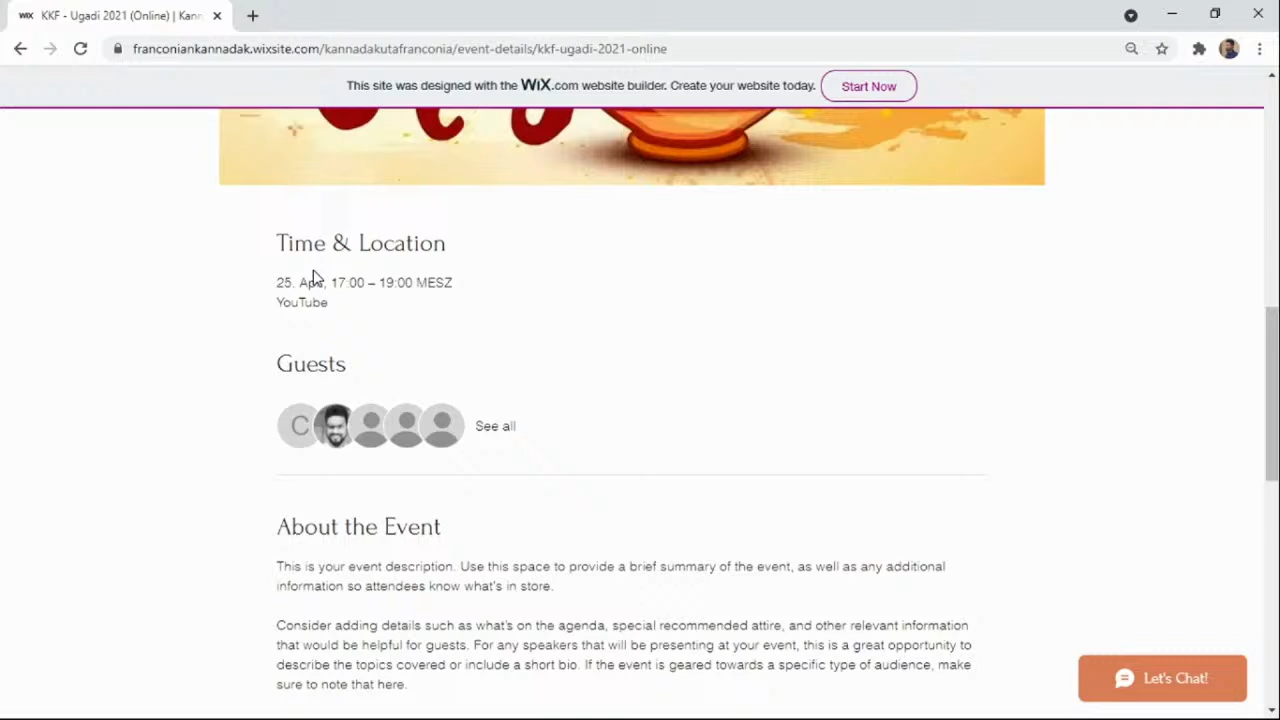 WiX KKF - Ugadi 2021 (Online) | Kann
franconiankannadak.wixsite.com/kannadakutafranconia/event-details/kkf-ugadi-2021-online
This site was designed with the WiX.com website builder. Create your website today. Start Now
Time & Location
25. Apr, 17:00 – 19:00 MESZ
YouTube
Guests
C See all
About the Event
This is your event description. Use this space to provide a brief summary of the event, as well as any additional
information so attendees know what's in store.
Consider adding details such as what's on the agenda, special recommended attire, and other relevant information
that would be helpful for guests. For any speakers that will be presenting at your event, this is a great opportunity to
describe the topics covered or include a short bio. If the event is geared towards a specific type of audience, make
sure to note that here.
Let's Chat!